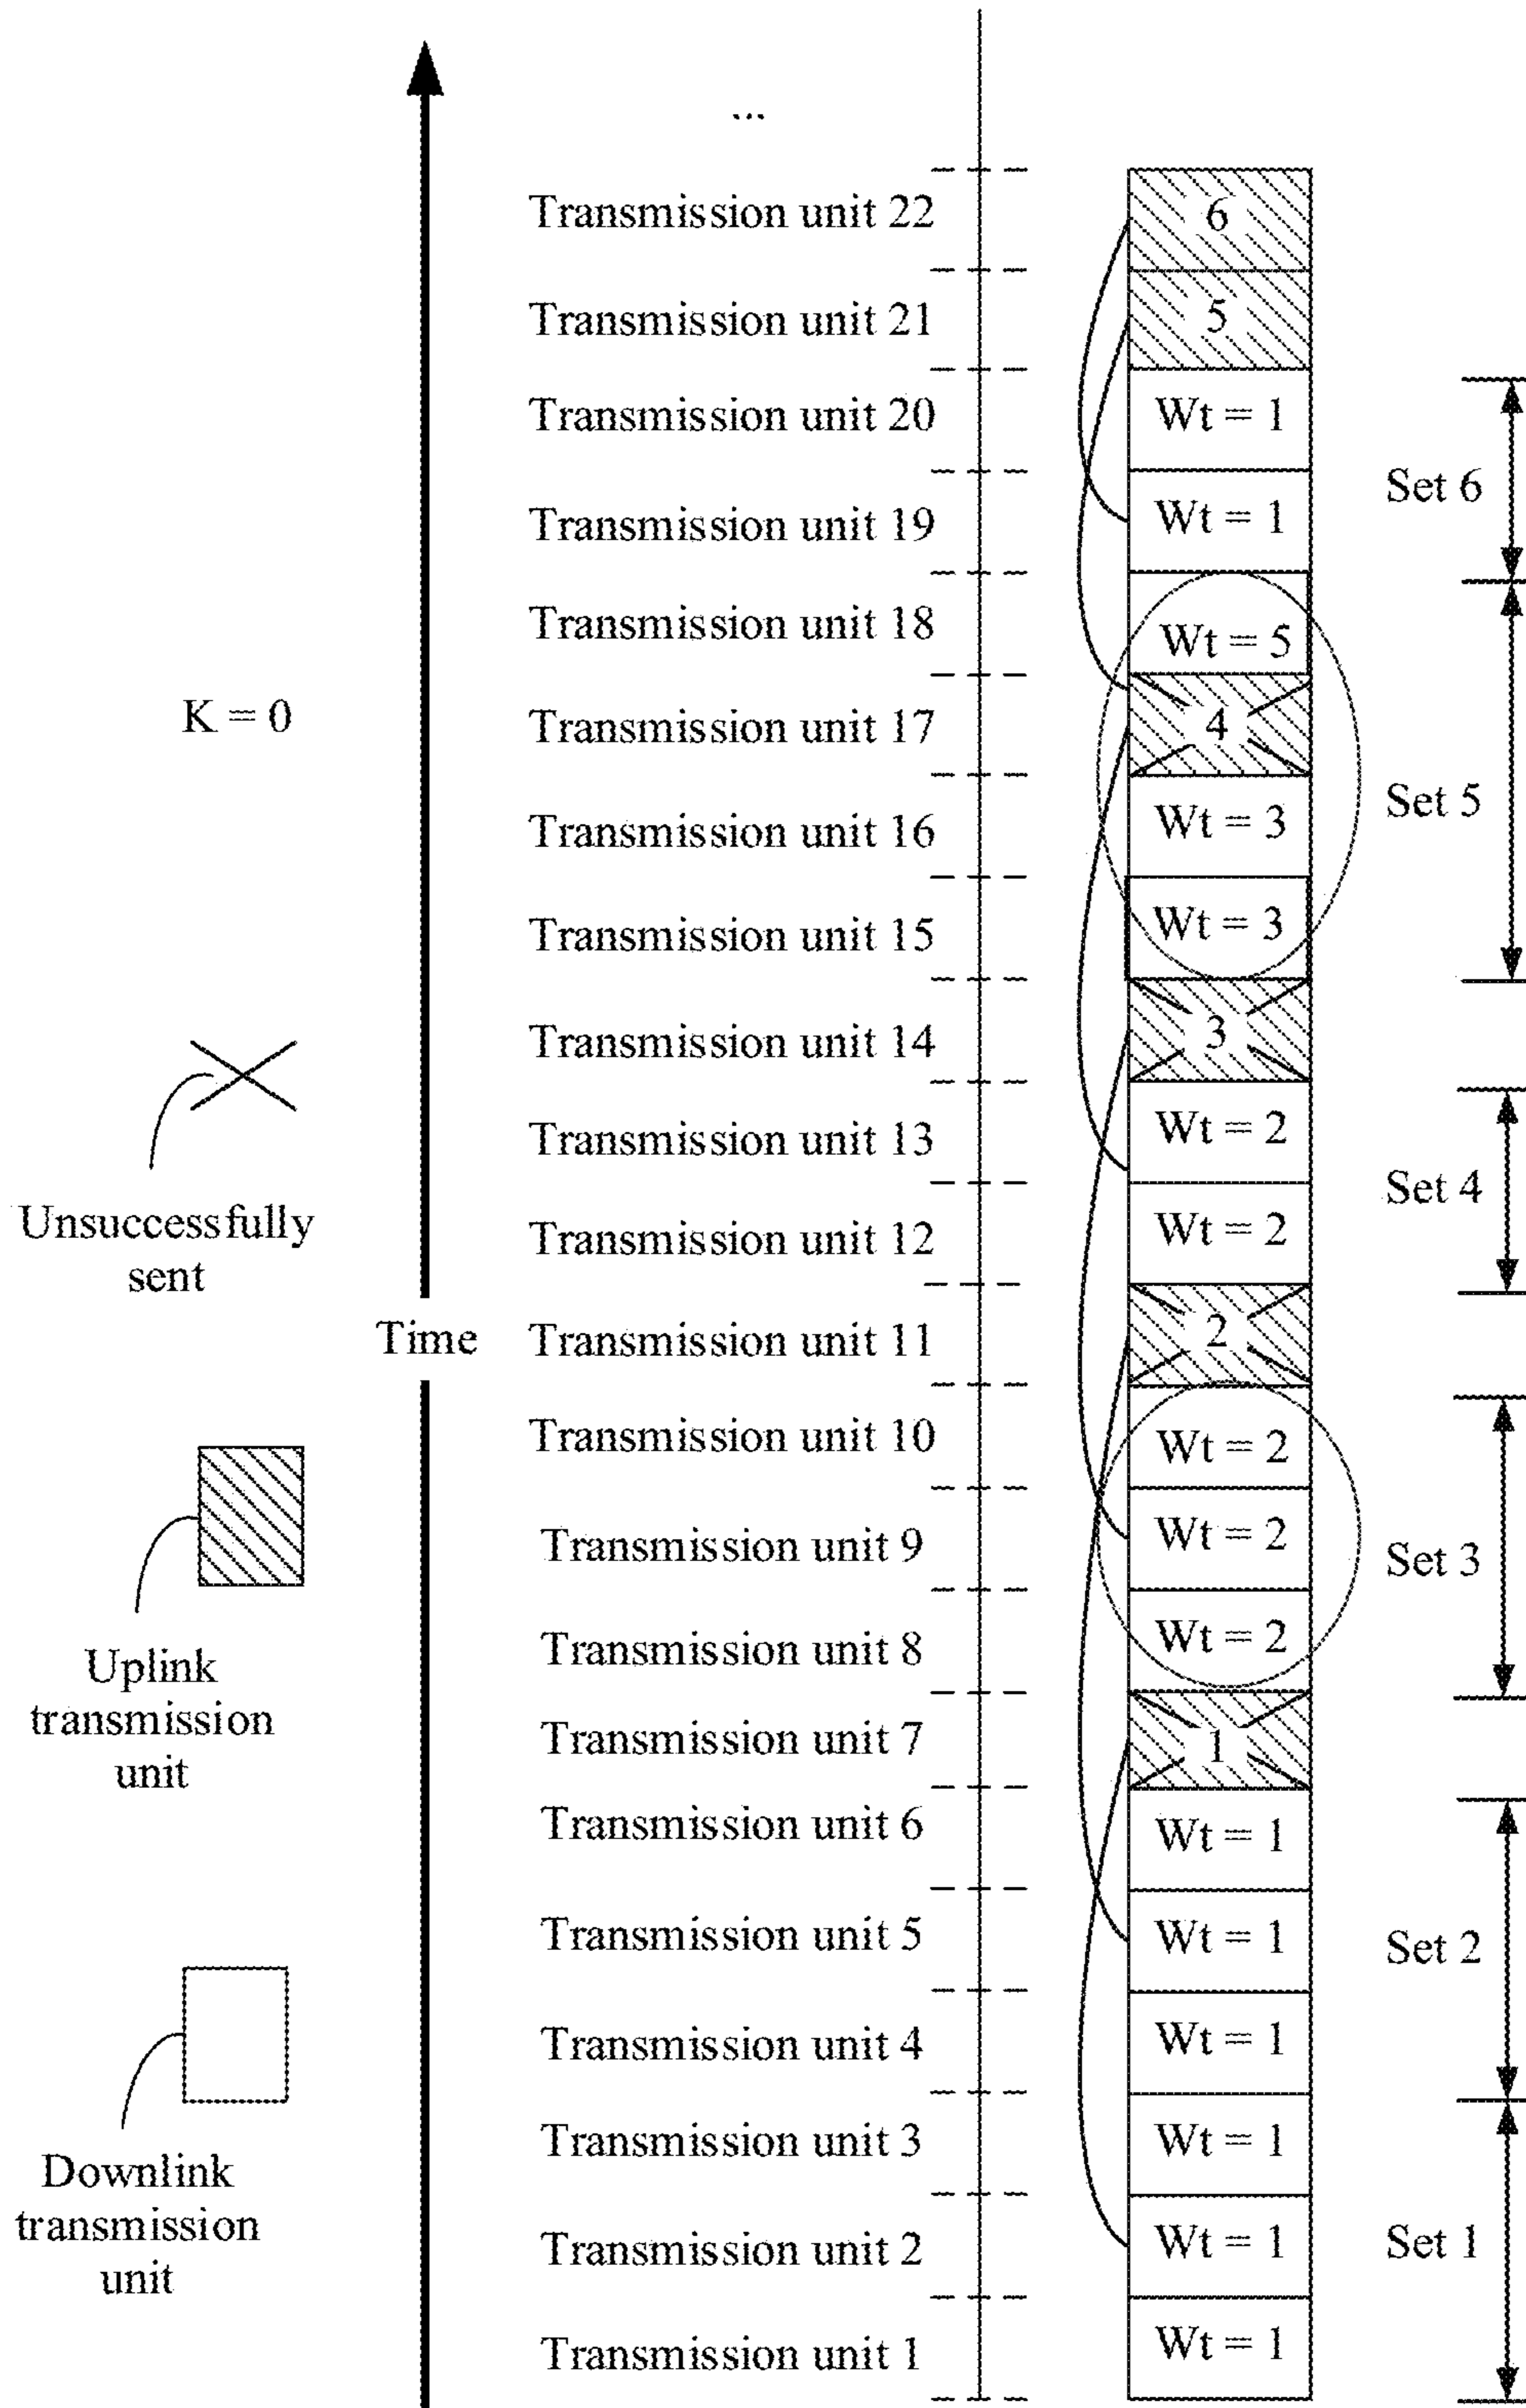 ...
Transmission unit 22
6
Transmission unit 21
5
Transmission unit 20
Wt = 1
Set 6
Transmission unit 19
Wt = 1
Transmission unit 18
Wt = 5
K = 0
Transmission unit 17
4
Set 5
Transmission unit 16
Wt = 3
Transmission unit 15
Wt = 3
Transmission unit 14
3
Transmission unit 13
Wt = 2
Set 4
Unsuccessfully
sent
Transmission unit 12
Wt = 2
Time
Transmission unit 11
2
Transmission unit 10
Wt = 2
Transmission unit 9
Wt = 2
Set 3
Transmission unit 8
Wt = 2
Uplink
transmission
unit
Transmission unit 7
1
Transmission unit 6
Wt = 1
Transmission unit 5
Wt = 1
Set 2
Transmission unit 4
Wt = 1
Transmission unit 3
Wt = 1
Downlink
transmission
unit
Transmission unit 2
Wt = 1
Set 1
Transmission unit 1
Wt = 1